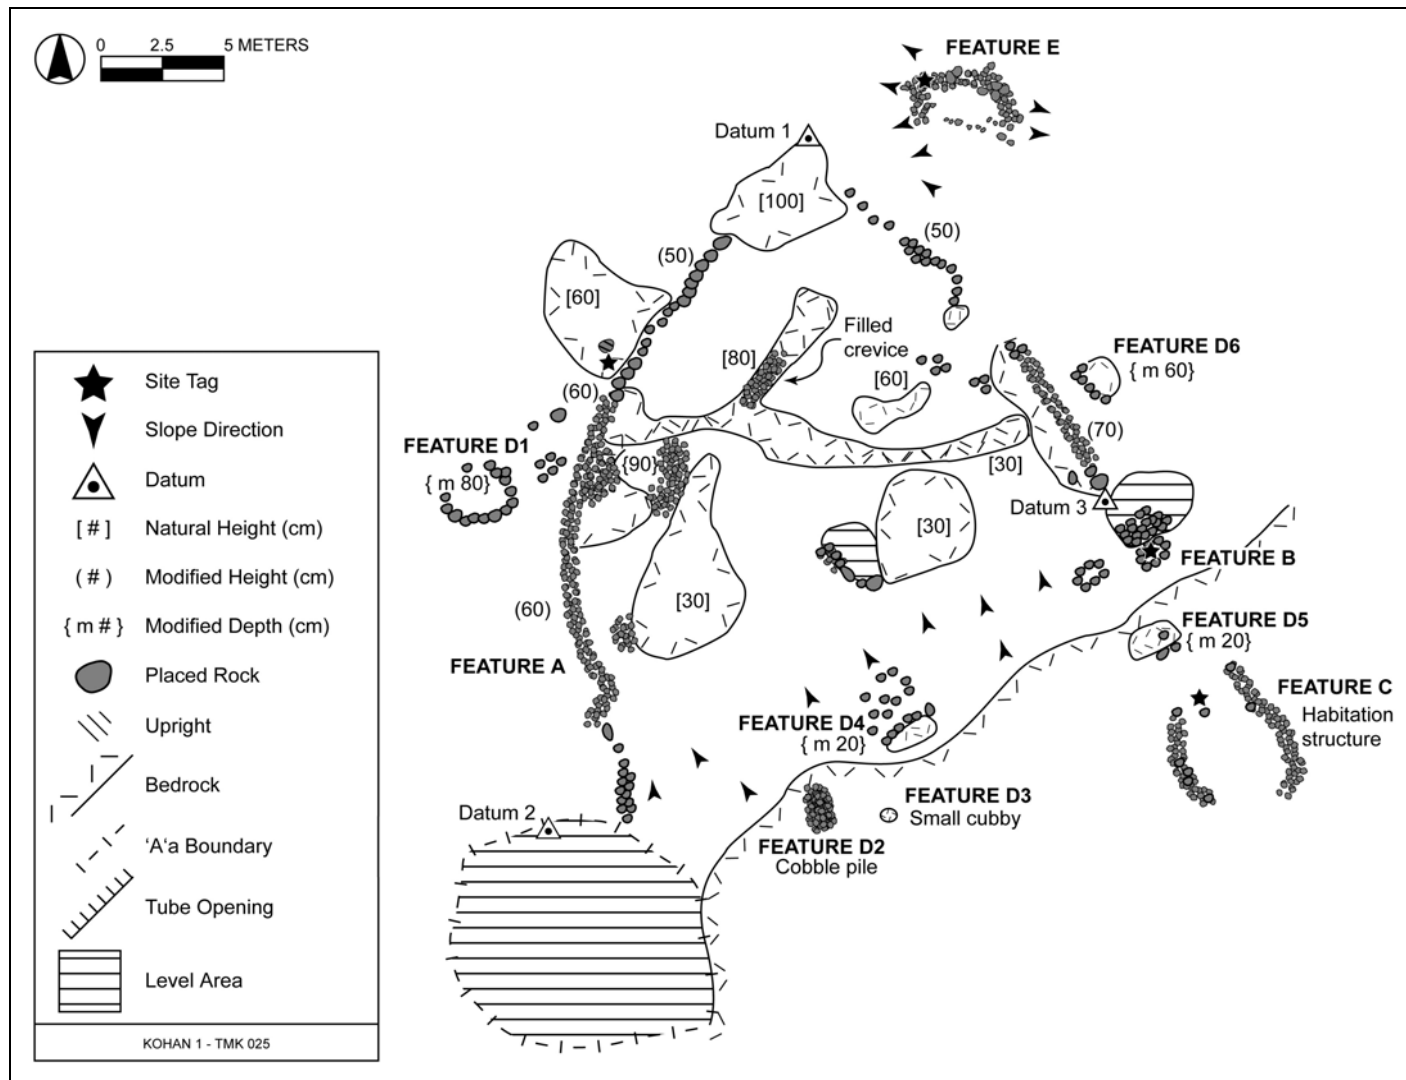 0 2.5 5 METERS
FEATURE E
Datum 1
[100]
(50)
(50)
[60]
Filled
crevice
[80]
[60]
FEATURE D6
{ m 60}
(60)
(70)
FEATURE D1
{ m 80}
{90}
[30]
Datum 3
[30]
FEATURE B
(60)
[30]
FEATURE D5
{ m 20}
FEATURE A
FEATURE C
Habitation
structure
FEATURE D4
{ m 20}
FEATURE D3
Small cubby
Datum 2
FEATURE D2
Cobble pile
Site Tag
Slope Direction
Datum
[ # ] Natural Height (cm)
( # ) Modified Height (cm)
{ m # } Modified Depth (cm)
Placed Rock
Upright
Bedrock
‘A‘a Boundary
Tube Opening
Level Area
KOHAN 1 - TMK 025